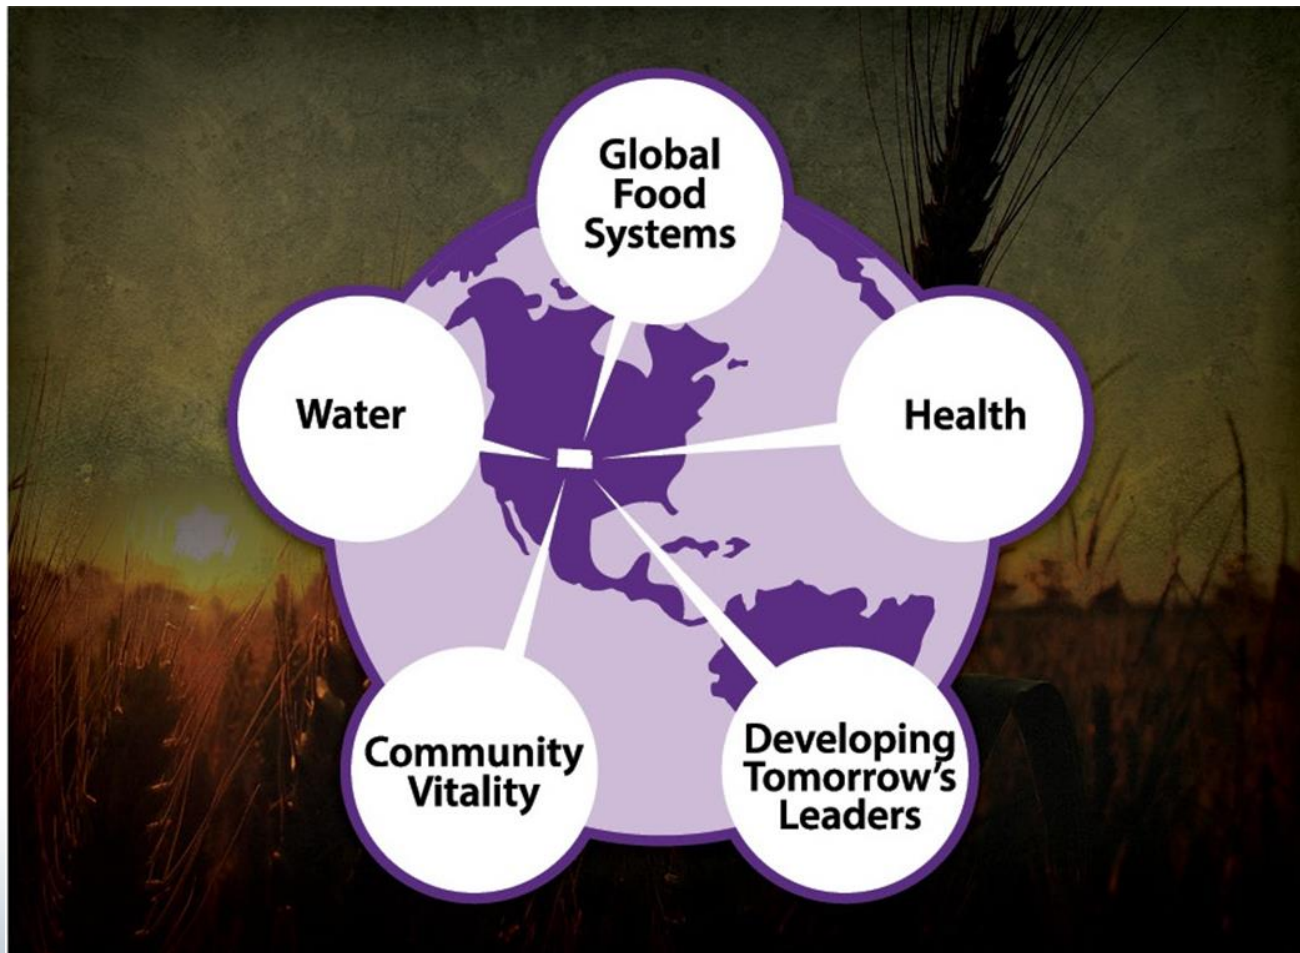 Global
Food
Systems
Water
Health
Community
Vitality
Developing
Tomorrow's
Leaders